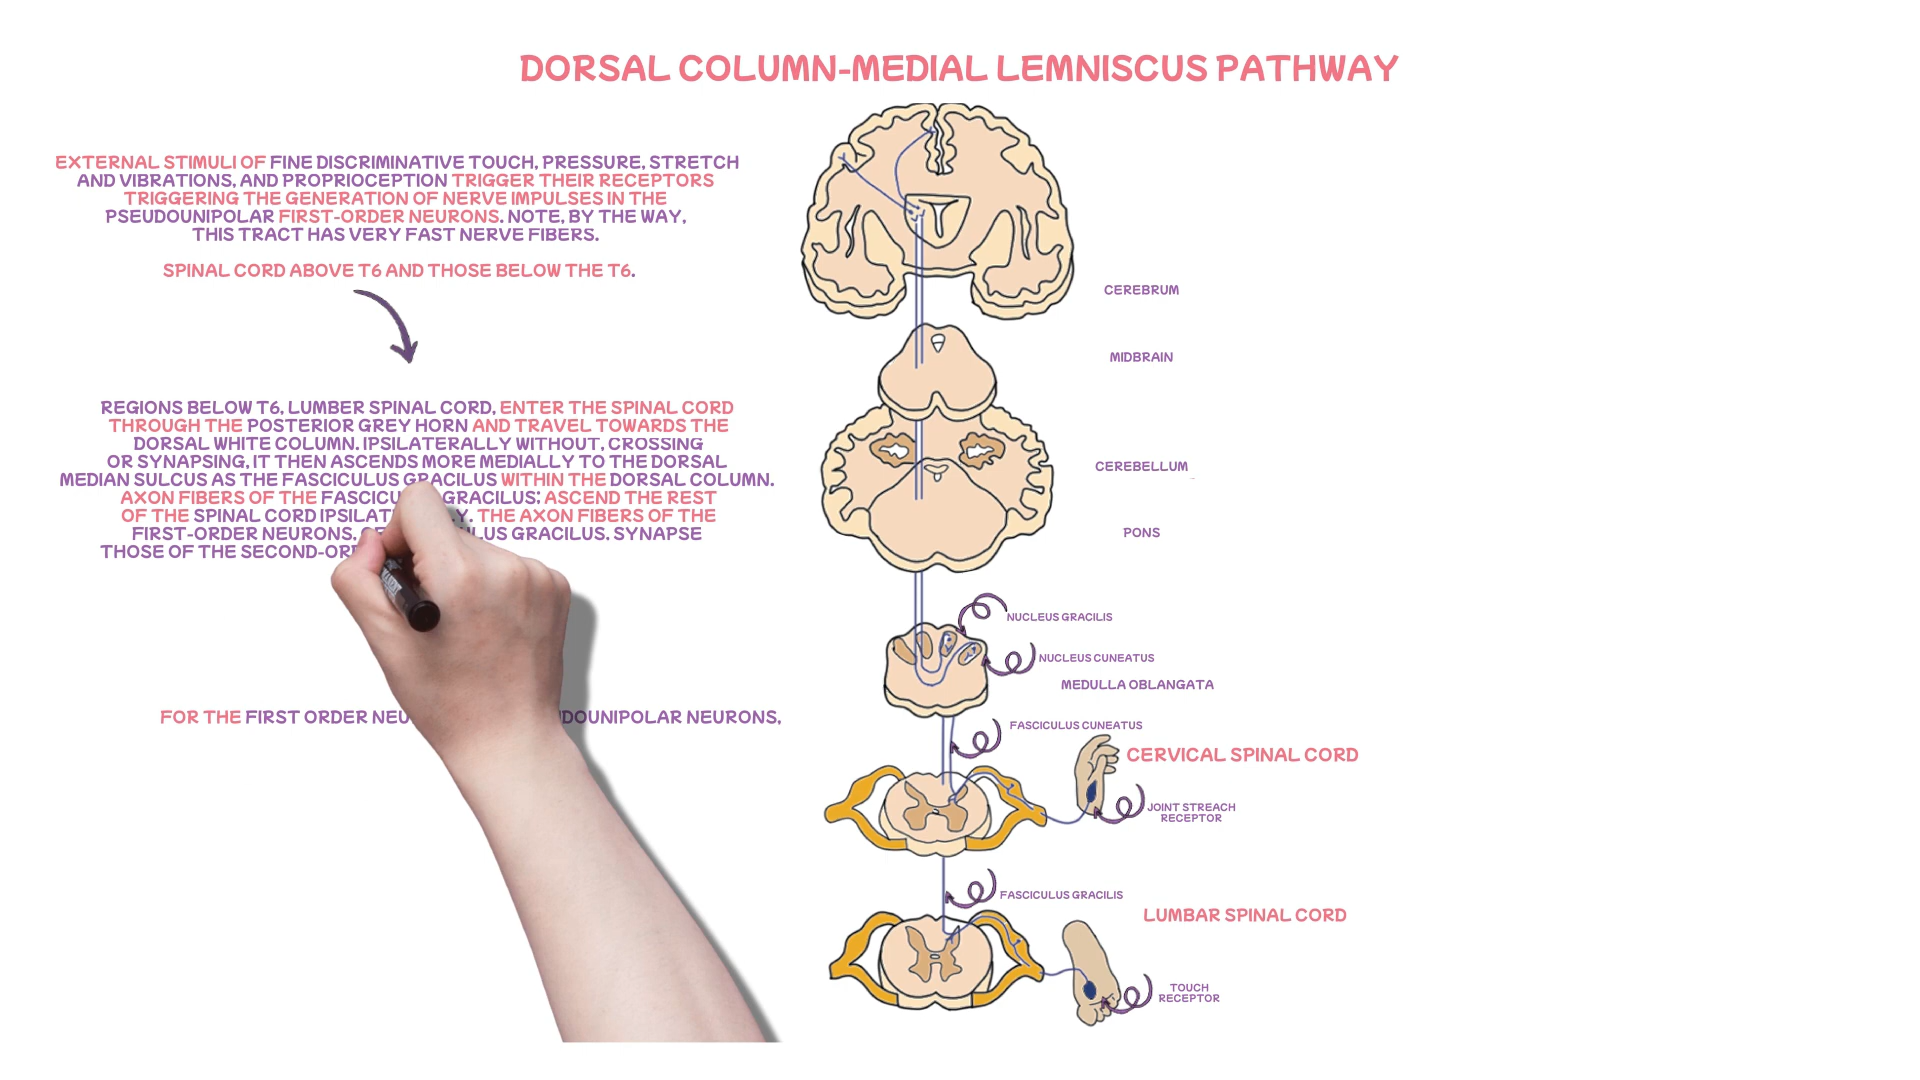 DORSAL COLUMN-MEDIAL LEMNISCUS PATHWAY
EXTERNAL STIMULI OF FINE DISCRIMINATIVE TOUCH, PRESSURE, STRETCH
AND VIBRATIONS, AND PROPRIOCEPTION TRIGGER THEIR RECEPTORS
TRIGGERING THE GENERATION OF NERVE IMPULSES IN THE
PSEUDOUNIPOLAR FIRST-ORDER NEURONS. NOTE, BY THE WAY,
THIS TRACT HAS VERY FAST NERVE FIBERS.
SPINAL CORD ABOVE T6 AND THOSE BELOW THE T6.
REGIONS BELOW T6, LUMBER SPINAL CORD, ENTER THE SPINAL CORD
THROUGH THE POSTERIOR GREY HORN AND TRAVEL TOWARDS THE
DORSAL WHITE COLUMN. IPSILATERALLY WITHOUT, CROSSING
OR SYNAPSING, IT THEN ASCENDS MORE MEDIALLY TO THE DORSAL
MEDIAN SULCUS AS THE FASCICULUS GRACILUS WITHIN THE DORSAL COLUMN.
AXON FIBERS OF THE GRACILUS; ASCEND THE REST
OF THE SPINAL CORD THE AXON FIBERS OF THE
FIRST-ORDER NEURONS, GRACILUS. SYNAPSE
THOSE OF THE
FOR THE FIRST ORDER NEURONS,
CEREBRUM
MIDBRAIN
CEREBELLUM
PONS
NUCLEUS GRACILIS
NUCLEUS CUNEATUS
MEDULLA OBLANGATA
FASCICULUS CUNEATUS
CERVICAL SPINAL CORD
JOINT STREACH
RECEPTOR
FASCICULUS GRACILIS
LUMBAR SPINAL CORD
TOUCH
RECEPTOR